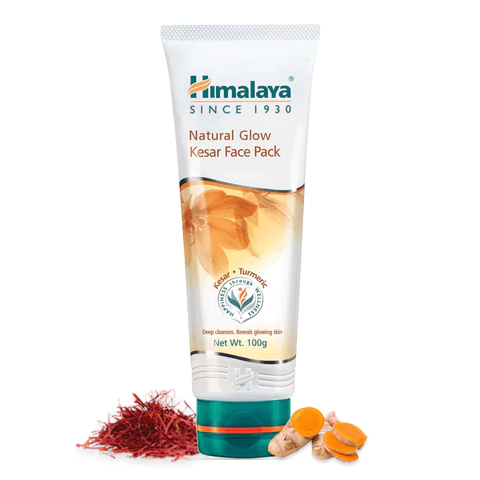 Himalaya®
SINCE 1930
Natural Glow
Kesar Face Pack
Kesar • Turmeric
HAPPINESS through WELLNESS
Deep cleanses. Reveals glowing skin
Net Wt. 100g